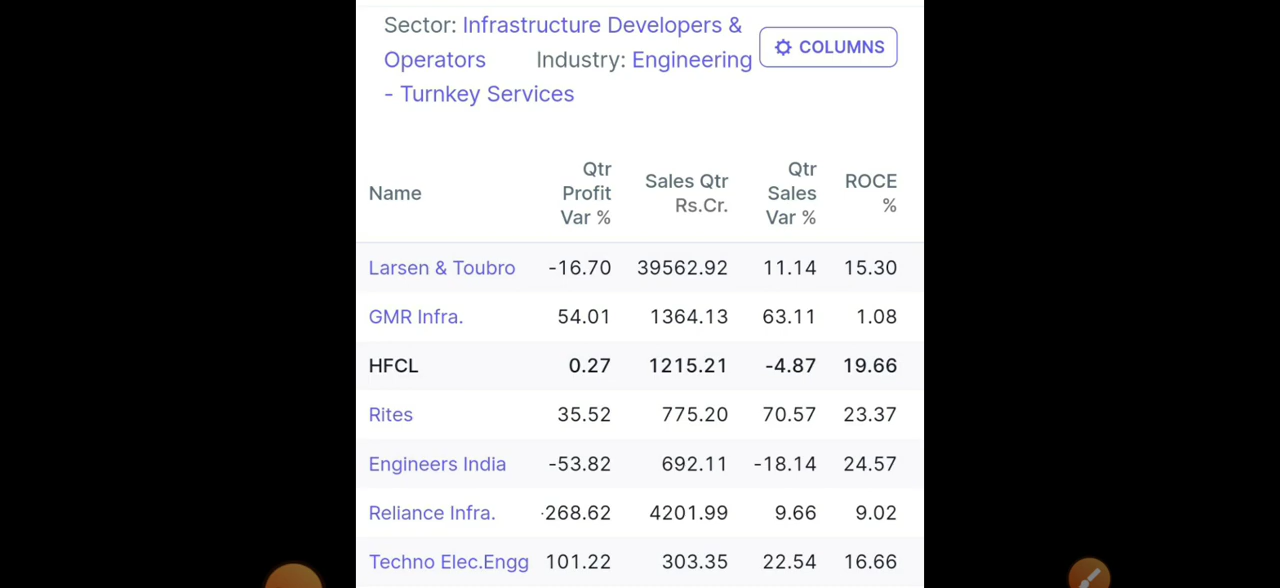 Sector: Infrastructure Developers &
Operators Industry: Engineering
- Turnkey Services
COLUMNS
Name Qtr Profit Var % Sales Qtr Rs.Cr. Qtr Sales Var % ROCE %
Larsen & Toubro -16.70 39562.92 11.14 15.30
GMR Infra. 54.01 1364.13 63.11 1.08
HFCL 0.27 1215.21 -4.87 19.66
Rites 35.52 775.20 70.57 23.37
Engineers India -53.82 692.11 -18.14 24.57
Reliance Infra. -268.62 4201.99 9.66 9.02
Techno Elec.Engg 101.22 303.35 22.54 16.66